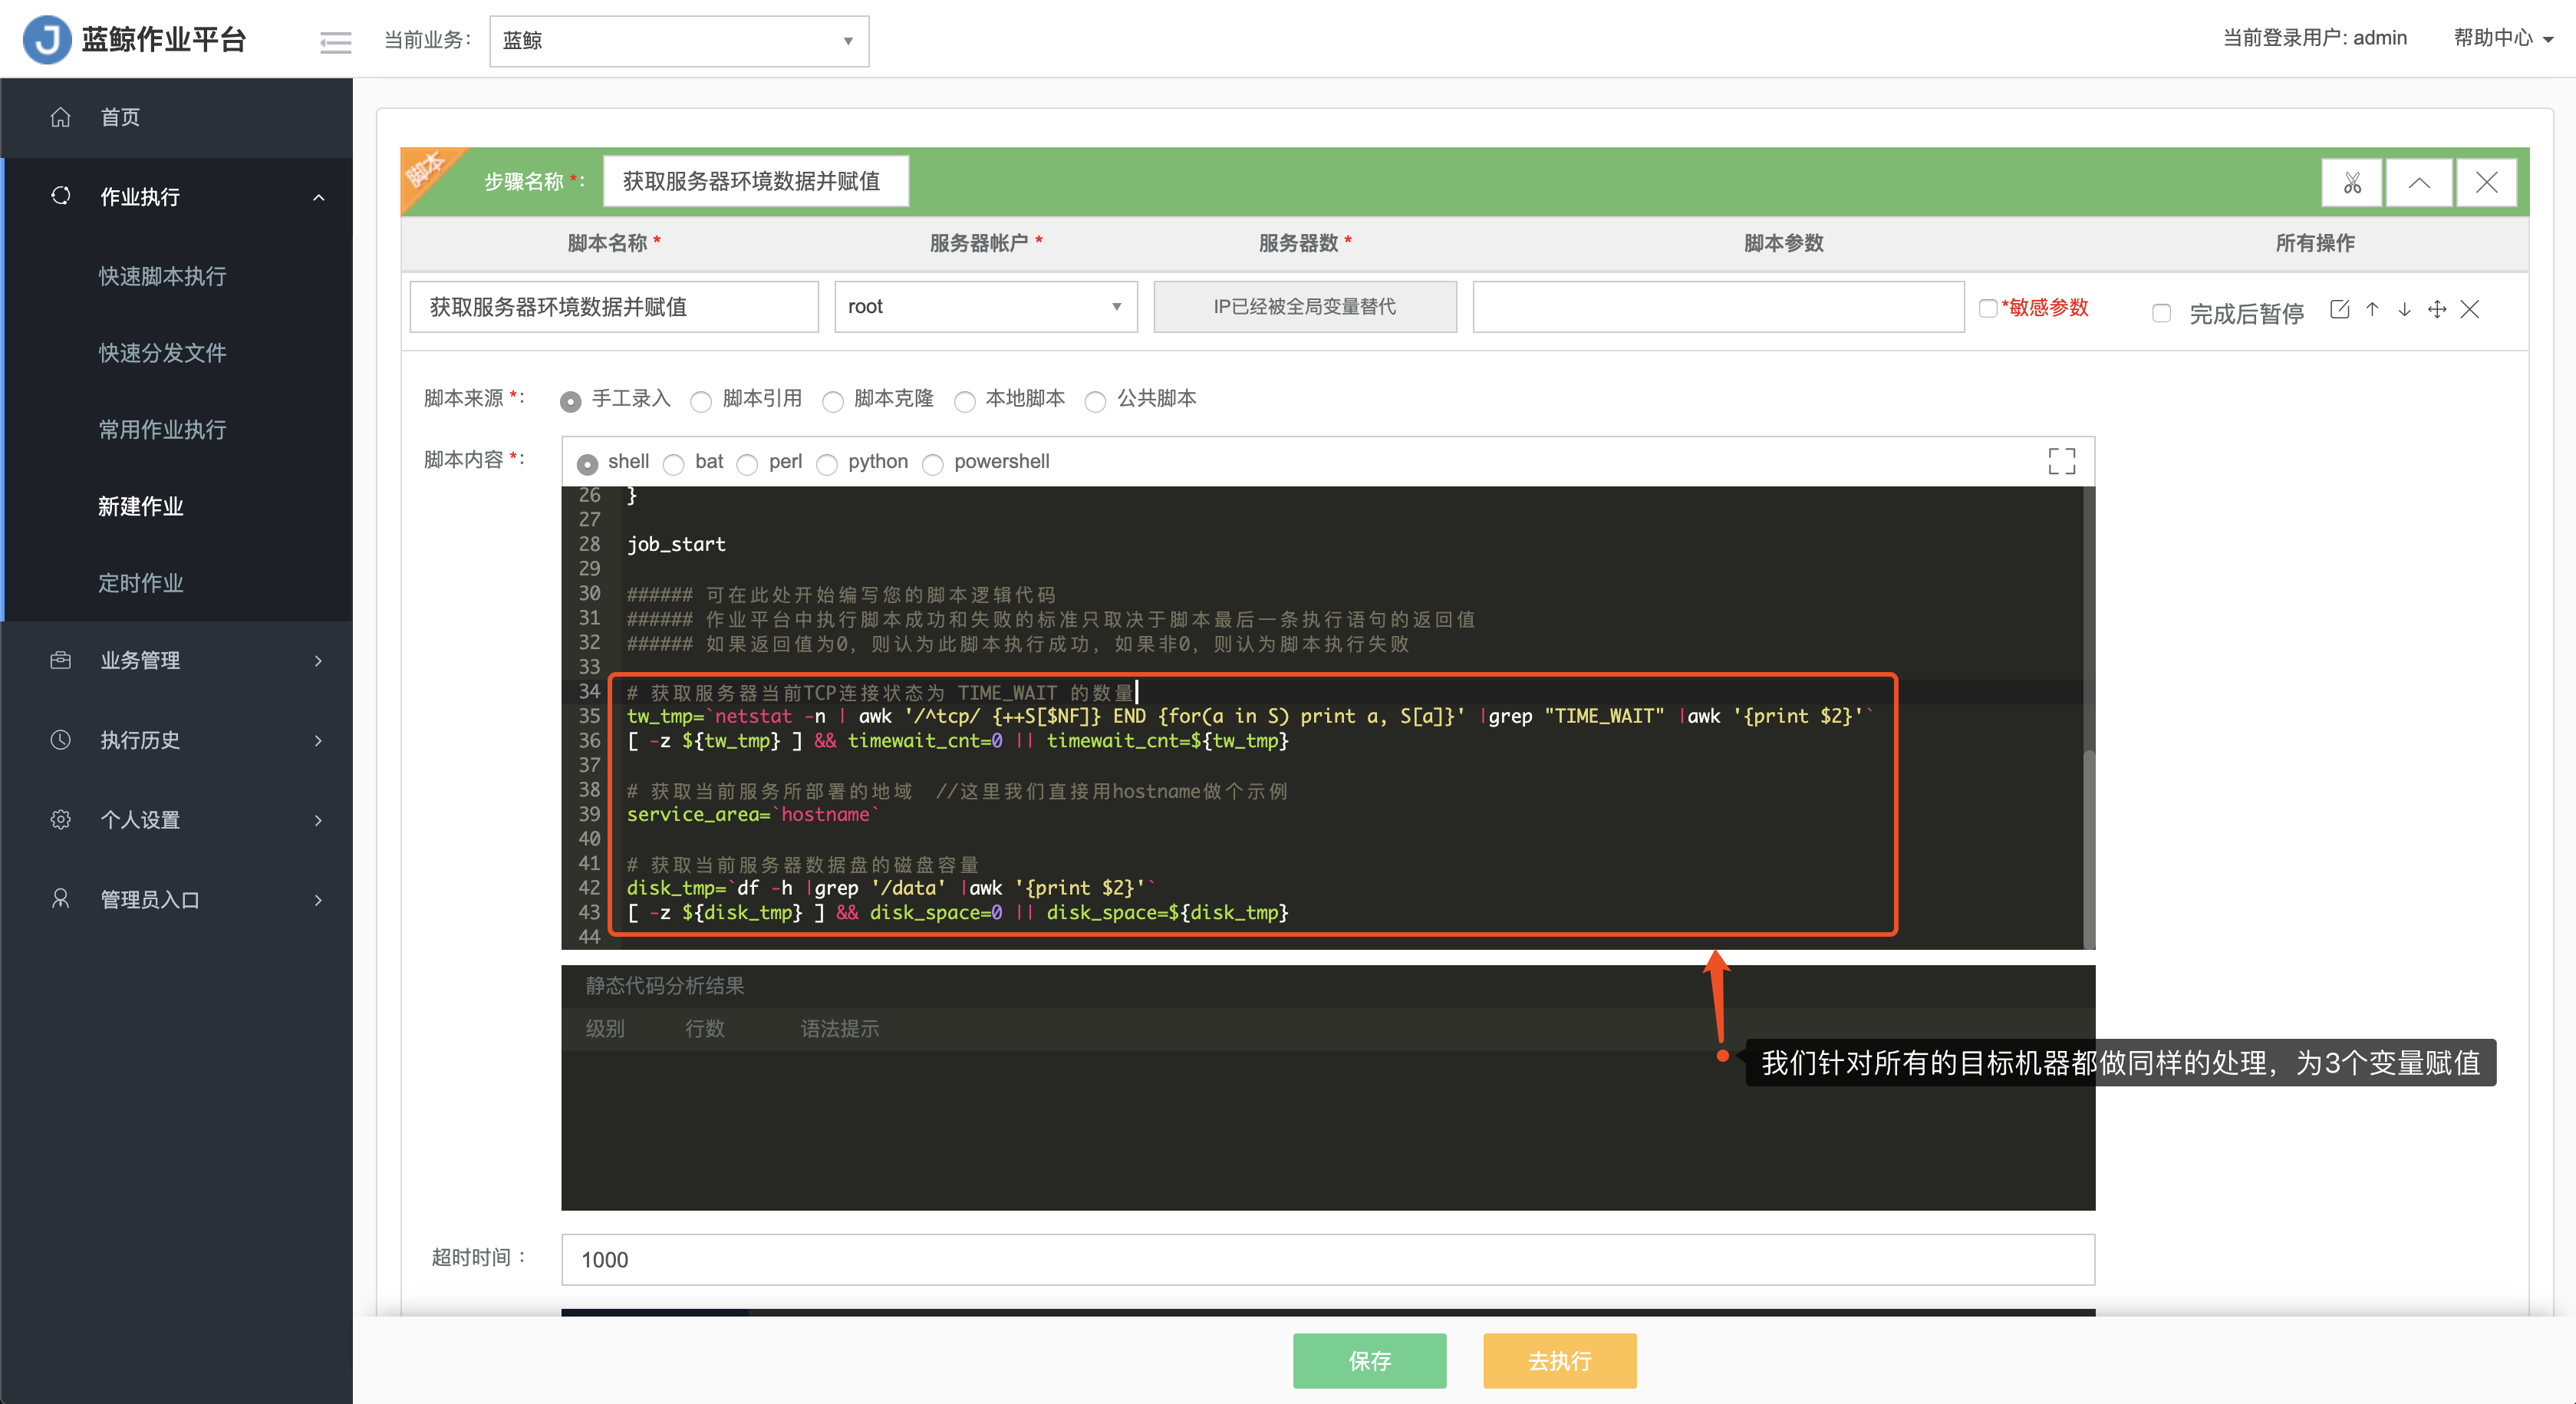 蓝鲸作业平台
当前业务：
蓝鲸
当前登录用户: admin
帮助中心
首页
作业执行
快速脚本执行
快速分发文件
常用作业执行
新建作业
定时作业
业务管理
执行历史
个人设置
管理员入口
脚本
步骤名称*：
获取服务器环境数据并赋值
脚本名称 *
服务器帐户 *
服务器数 *
脚本参数
所有操作
获取服务器环境数据并赋值
root
IP已经被全局变量替代
*敏感参数
完成后暂停
脚本来源*：
手工录入
脚本引用
脚本克隆
本地脚本
公共脚本
脚本内容*：
shell
bat
perl
python
powershell
26 }
27
28 job_start
29
30 ###### 可在此处开始编写您的脚本逻辑代码
31 ###### 作业平台中执行脚本成功和失败的标准只取决于脚本最后一条执行语句的返回值
32 ###### 如果返回值为0，则认为此脚本执行成功，如果非0，则认为脚本执行失败
33
34 # 获取服务器当前TCP连接状态为 TIME_WAIT 的数量
35 tw_tmp=`netstat -n | awk '/^tcp/ {++S[$NF]} END {for(a in S) print a, S[a]}' |grep "TIME_WAIT" |awk '{print $2}'`
36 [ -z ${tw_tmp} ] && timewait_cnt=0 || timewait_cnt=${tw_tmp}
37
38 # 获取当前服务所部署的地域  //这里我们直接用hostname做个示例
39 service_area=`hostname`
40
41 # 获取当前服务器数据盘的磁盘容量
42 disk_tmp=`df -h |grep '/data' |awk '{print $2}'`
43 [ -z ${disk_tmp} ] && disk_space=0 || disk_space=${disk_tmp}
44
静态代码分析结果
级别
行数
语法提示
我们针对所有的目标机器都做同样的处理，为3个变量赋值
超时时间：
1000
保存
去执行